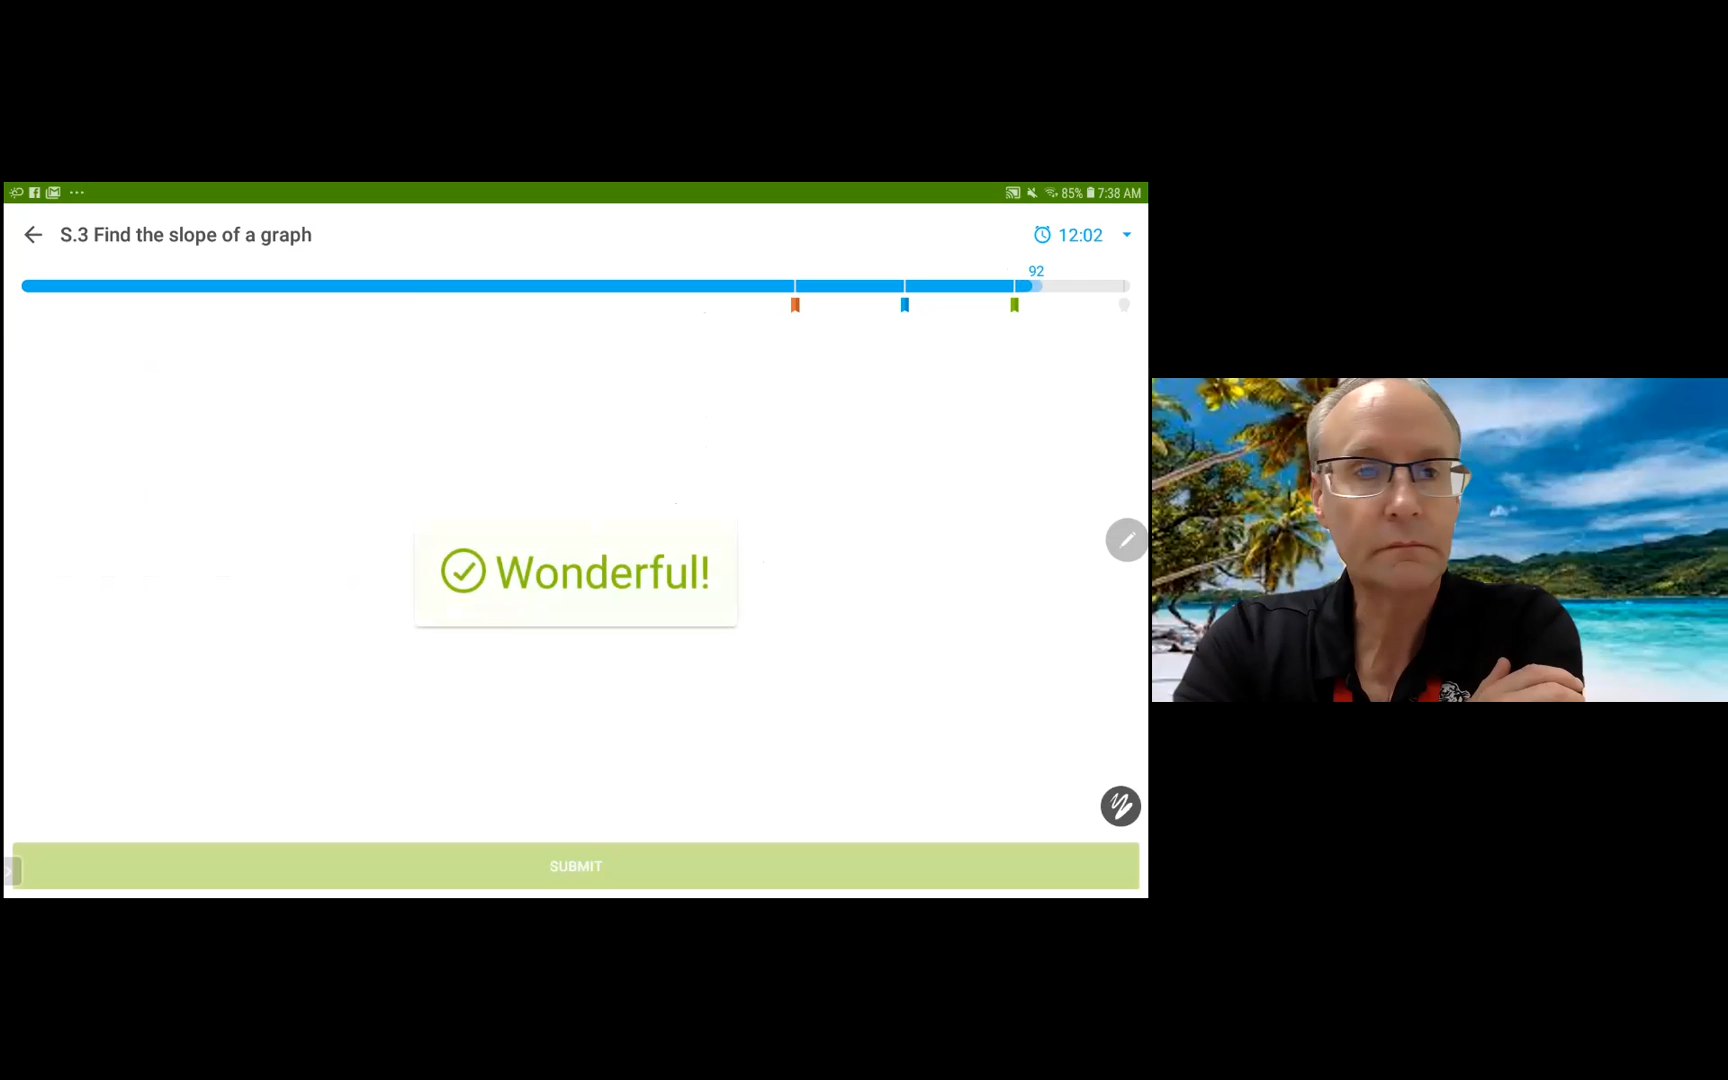 85% 7:38 AM
S.3 Find the slope of a graph
12:02
92
Wonderful!
SUBMIT